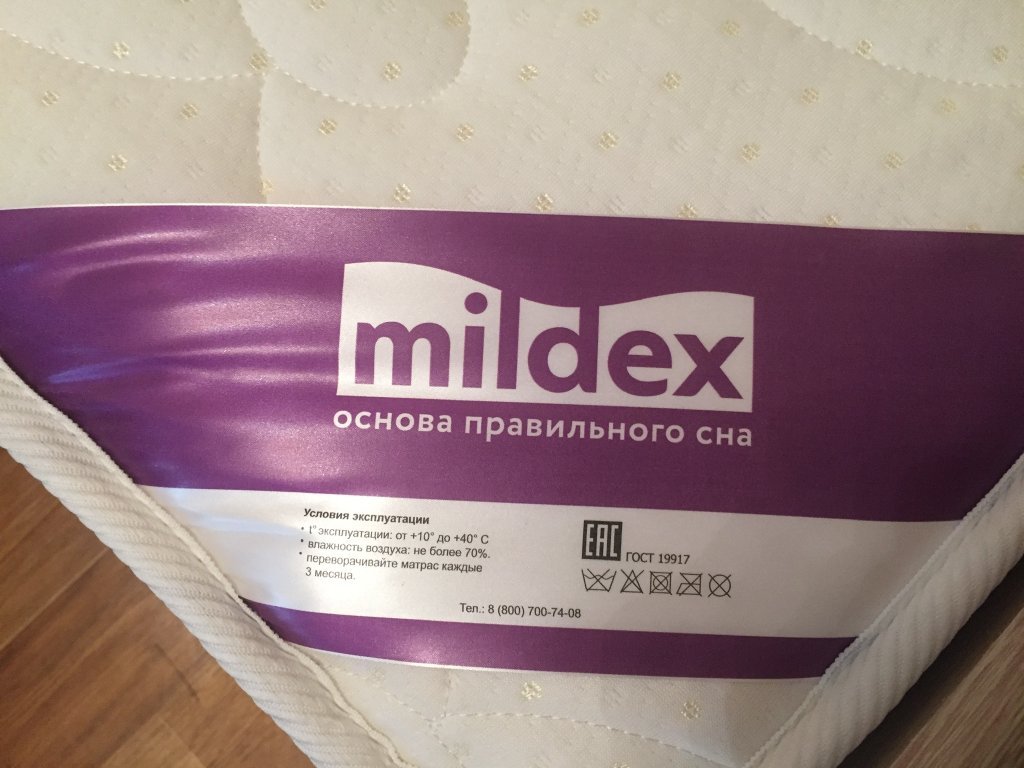 mildex
основа правильного сна
Условия эксплуатации
• t° эксплуатации: от +10° до +40° С
• влажность воздуха: не более 70%.
• переворачивайте матрас каждые
3 месяца.
EAC ГОСТ 19917
Тел.: 8 (800) 700-74-08